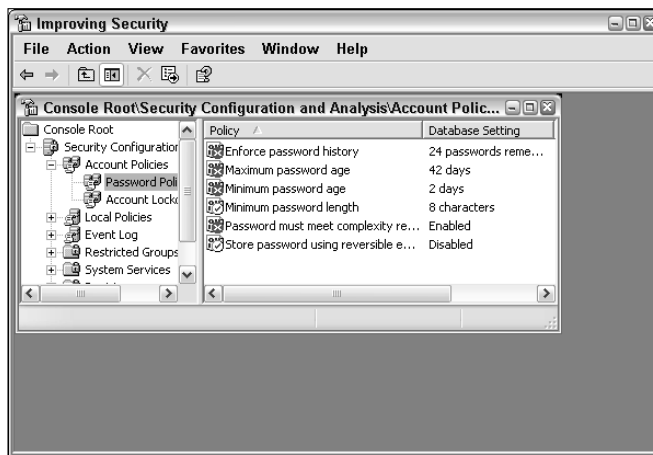 Improving Security
File Action View Favorites Window Help
Console Root\Security Configuration and Analysis\Account Polic...
Console Root
Security Configuration
Account Policies
Password Poli
Account Lock
Local Policies
Event Log
Restricted Groups
System Services
Policy Database Setting
Enforce password history 24 passwords reme...
Maximum password age 42 days
Minimum password age 2 days
Minimum password length 8 characters
Password must meet complexity re... Enabled
Store password using reversible e... Disabled